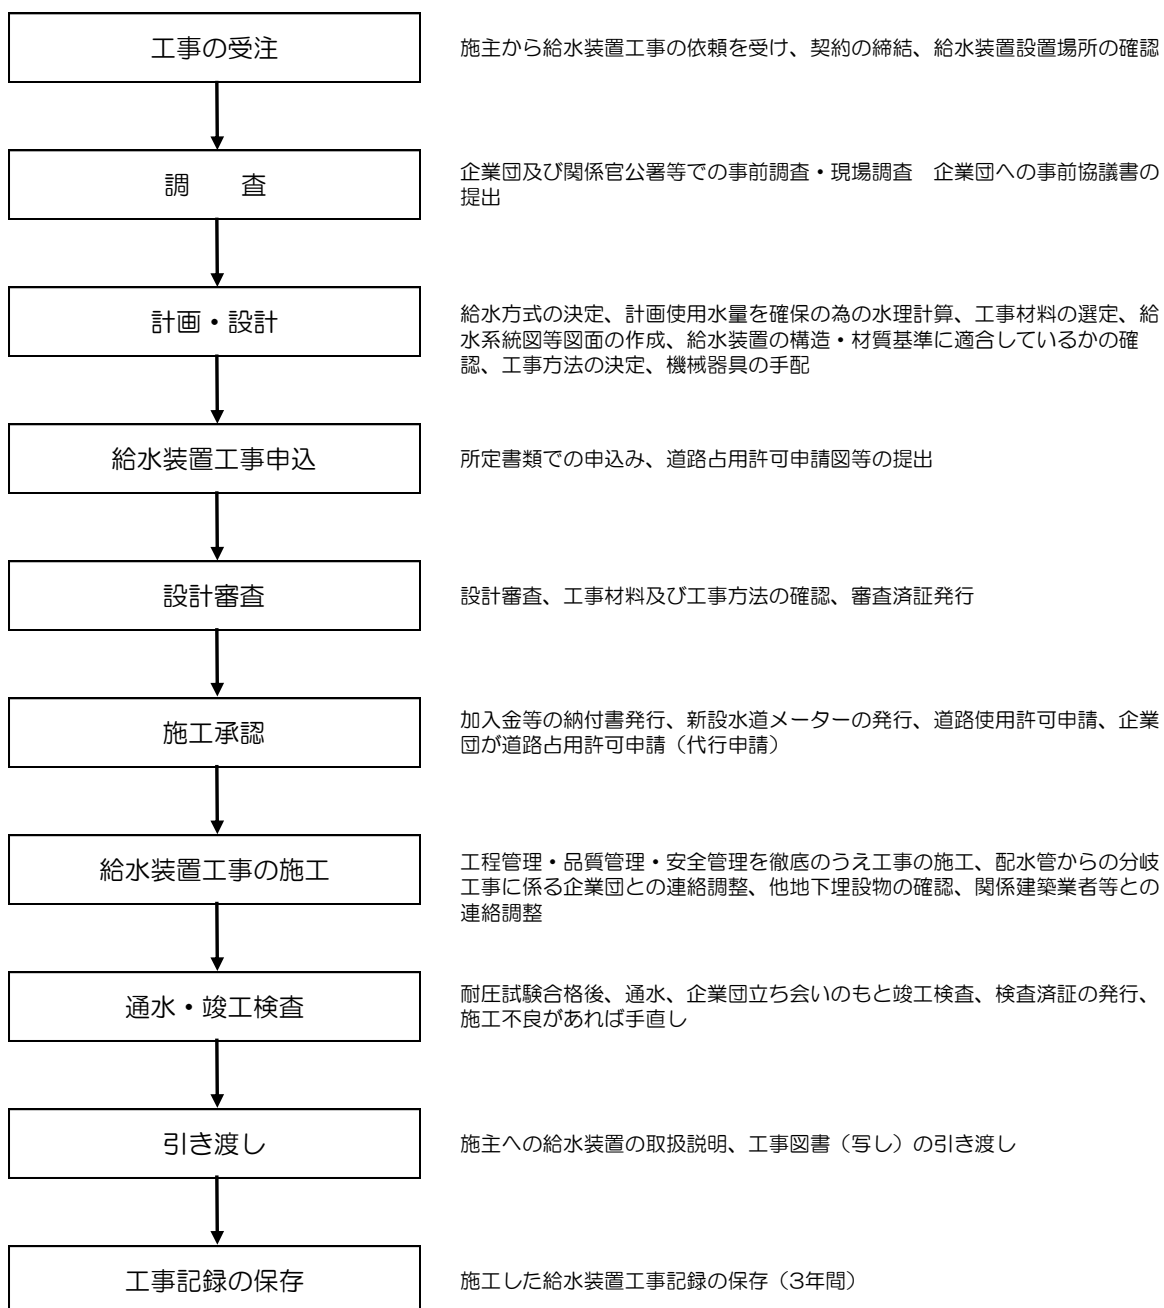 工事の受注
施主から給水装置工事の依頼を受け、契約の締結、給水装置設置場所の確認
調　　査
企業団及び関係官公署等での事前調査・現場調査　企業団への事前協議書の
提出
計画・設計
給水方式の決定、計画使用水量を確保の為の水理計算、工事材料の選定、給
水系統図等図面の作成、給水装置の構造・材質基準に適合しているかの確
認、工事方法の決定、機械器具の手配
給水装置工事申込
所定書類での申込み、道路占用許可申請図等の提出
設計審査
設計審査、工事材料及び工事方法の確認、審査済証発行
施工承認
加入金等の納付書発行、新設水道メーターの発行、道路使用許可申請、企業
団が道路占用許可申請（代行申請）
給水装置工事の施工
工程管理・品質管理・安全管理を徹底のうえ工事の施工、配水管からの分岐
工事に係る企業団との連絡調整、他地下埋設物の確認、関係建築業者等との
連絡調整
通水・竣工検査
耐圧試験合格後、通水、企業団立ち会いのもと竣工検査、検査済証の発行、
施工不良があれば手直し
引き渡し
施主への給水装置の取扱説明、工事図書（写し）の引き渡し
工事記録の保存
施工した給水装置工事記録の保存（3年間）